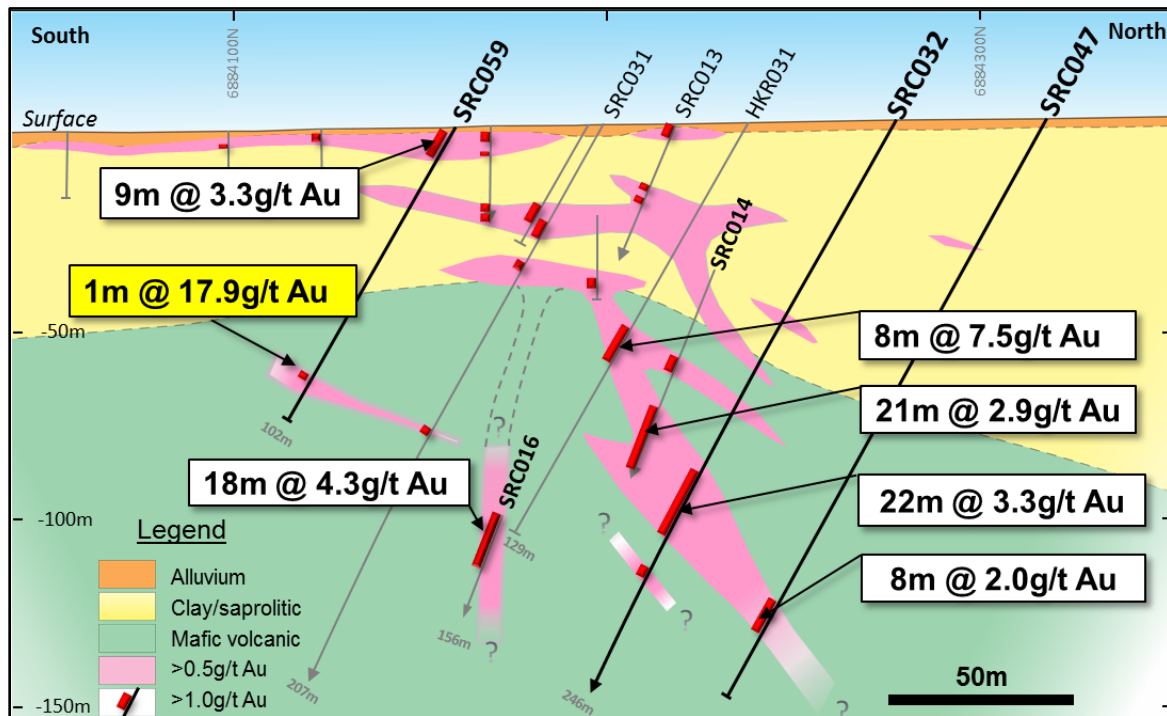 South
North
6884100N
6884300N
SRC059
SRC031
SRC013
HKR031
SRC032
SRC047
Surface
9m @ 3.3g/t Au
SRC014
1m @ 17.9g/t Au
-50m
8m @ 7.5g/t Au
21m @ 2.9g/t Au
102m
?
18m @ 4.3g/t Au
SRC016
22m @ 3.3g/t Au
-100m
?
129m
8m @ 2.0g/t Au
Legend
Alluvium
Clay/saprolitic
Mafic volcanic
>0.5g/t Au
>1.0g/t Au
?
156m
?
207m
246m
?
50m
-150m